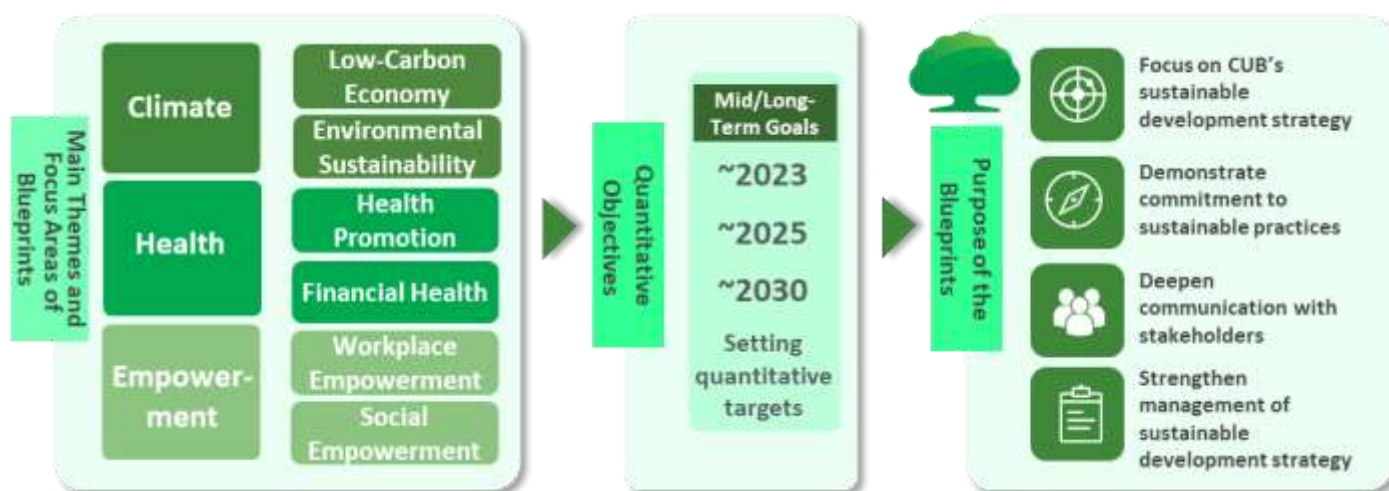 Main Themes and
Focus Areas of
Blueprints
Climate
Low-Carbon
Economy
Environmental
Sustainability
Health
Health
Promotion
Financial Health
Empower-
ment
Workplace
Empowerment
Social
Empowerment
Quantitative
Objectives
Mid/Long-
Term Goals
~2023
~2025
~2030
Setting
quantitative
targets
Purpose of the
Blueprints
Focus on CUB's
sustainable
development strategy
Demonstrate
commitment to
sustainable practices
Deepen
communication with
stakeholders
Strengthen
management of
sustainable
development strategy